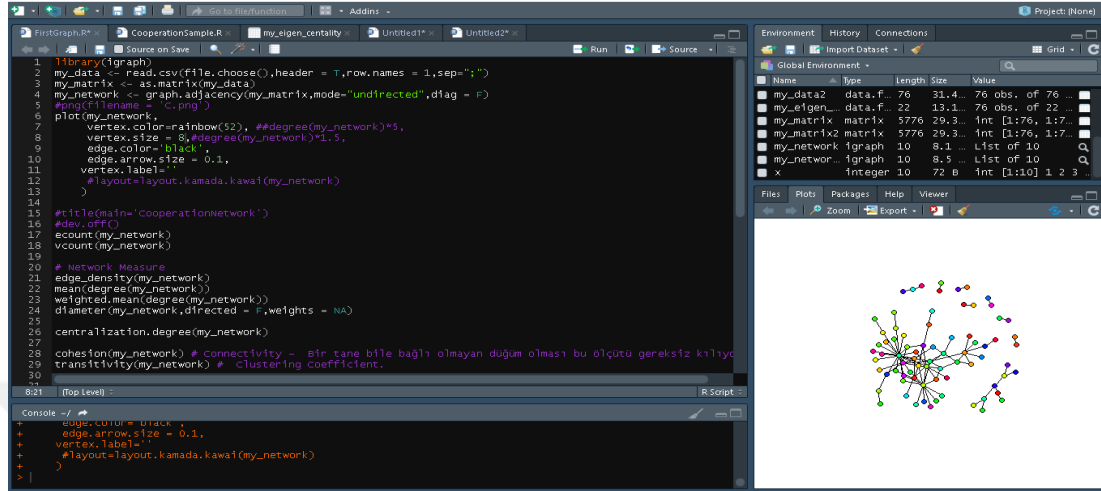 Go to file/function
Addins
Project: (None)
FirstGraph.R*
CooperationSample.R
my_eigen_centality
Untitled1*
Untitled2*
Source on Save
Run
Source
1 library(igraph)
2 my_data <- read.csv(file.choose(),header = T,row.names = 1,sep=";")
3 my_matrix <- as.matrix(my_data)
4 my_network <- graph.adjacency(my_matrix,mode="undirected",diag = F)
5 #png(filename = 'C.png')
6 plot(my_network,
7 vertex.color=rainbow(52), ##degree(my_network)*5,
8 vertex.size = 8,#degree(my_network)*1.5,
9 edge.color='black',
10 edge.arrow.size = 0.1,
11 vertex.label=''
12 #layout=layout.kamada.kawai(my_network)
13 )
14
15 #title(main='CooperationNetwork')
16 #dev.off()
17 ecount(my_network)
18 vcount(my_network)
19
20 # Network Measure
21 edge_density(my_network)
22 mean(degree(my_network))
23 weighted.mean(degree(my_network))
24 diameter(my_network,directed = F,weights = NA)
25
26 centralization.degree(my_network)
27
28 cohesion(my_network) # Connectivity - Bir tane bile bağlı olmayan düğüm olması bu ölçütü gereksiz kılıyo
29 transitivity(my_network) # Clustering Coefficient.
30
31
8:21 (Top Level) R Script
Console ~/
+ edge.color='black',
+ edge.arrow.size = 0.1,
+ vertex.label=''
+ #layout=layout.kamada.kawai(my_network)
+ )
>
Environment History Connections
Import Dataset Grid
Global Environment
Name Type Length Size Value
my_data2 data.f… 76 31.4… 76 obs. of 76 …
my_eigen_… data.f… 22 13.1… 76 obs. of 22 …
my_matrix matrix 5776 29.3… int [1:76, 1:7…
my_matrix2 matrix 5776 29.3… int [1:76, 1:7…
my_network igraph 10 8.1 … List of 10
my_networ… igraph 10 8.5 … List of 10
x integer 10 72 B int [1:10] 1 2 3 …
Files Plots Packages Help Viewer
Zoom Export